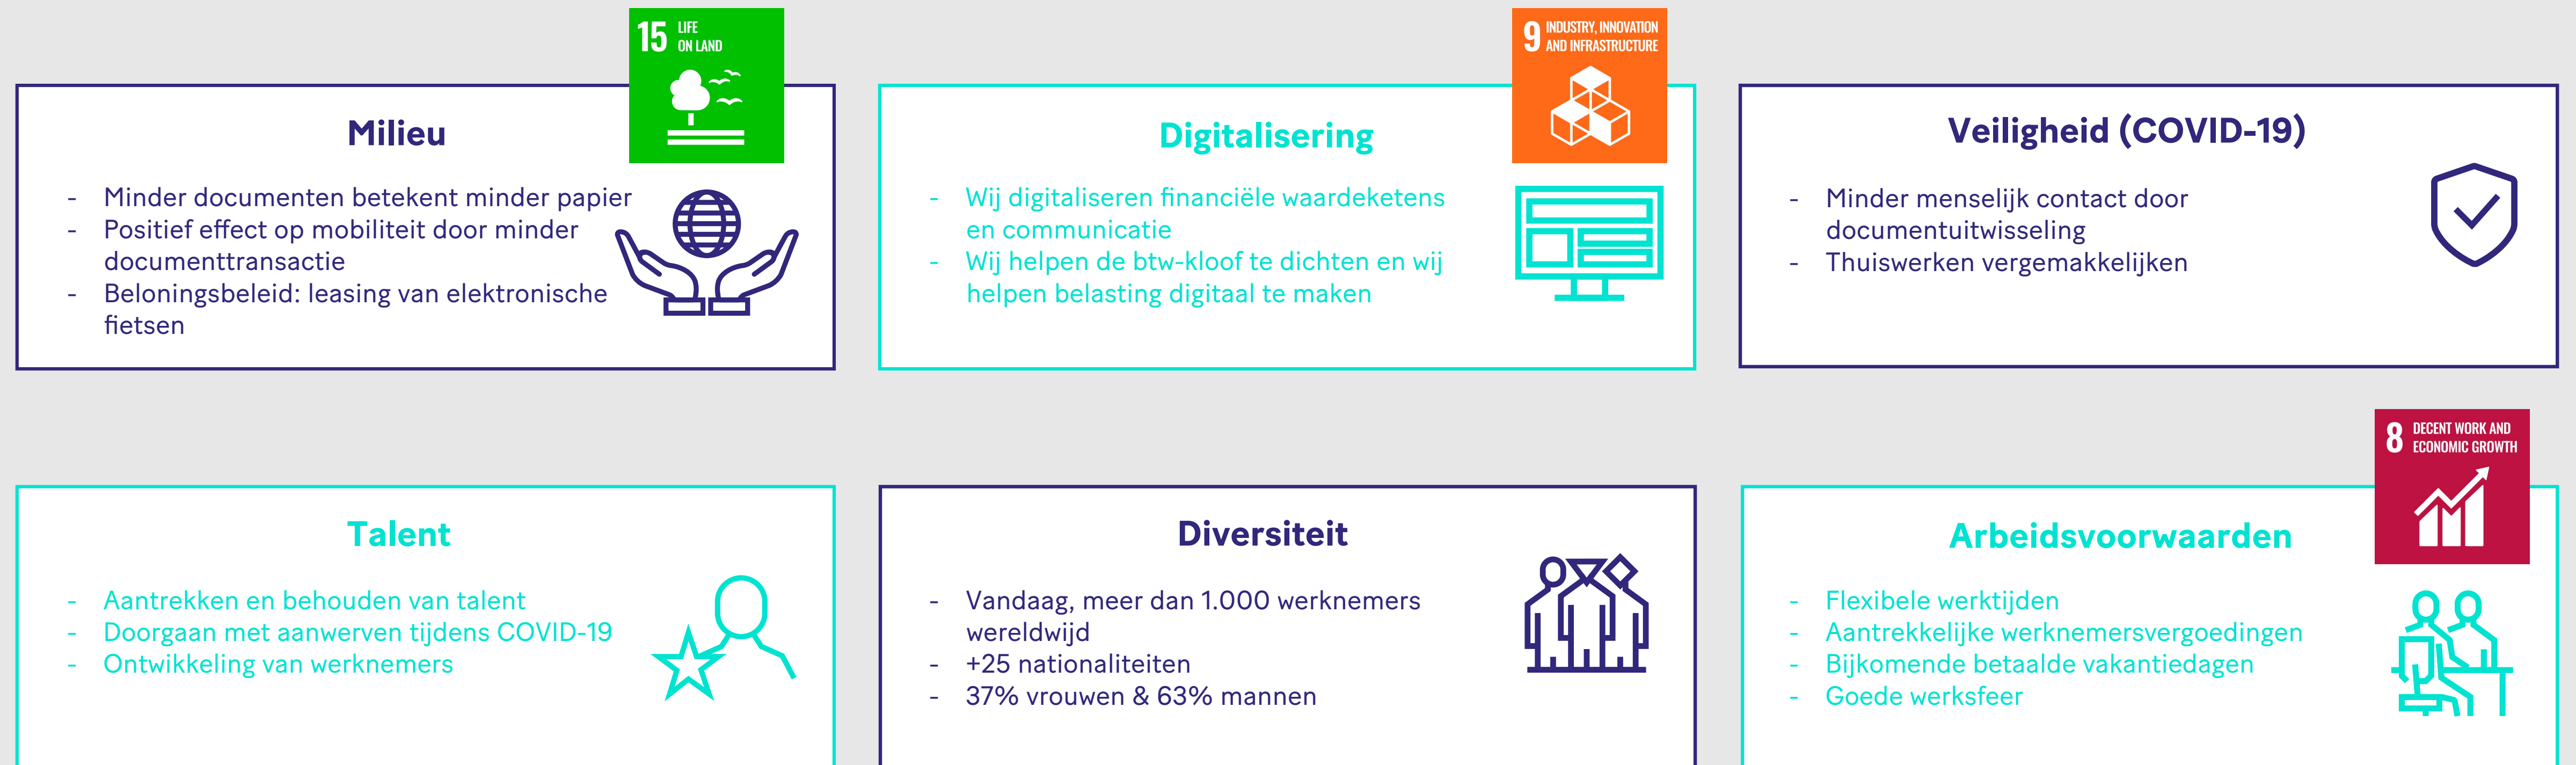 15 LIFE
ON LAND
Milieu
- Minder documenten betekent minder papier
- Positief effect op mobiliteit door minder
documenttransactie
- Beloningsbeleid: leasing van elektronische
fietsen
9 INDUSTRY, INNOVATION
AND INFRASTRUCTURE
Digitalisering
- Wij digitaliseren financiële waardeketens
en communicatie
- Wij helpen de btw-kloof te dichten en wij
helpen belasting digitaal te maken
Veiligheid (COVID-19)
- Minder menselijk contact door
documentuitwisseling
- Thuiswerken vergemakkelijken
Talent
- Aantrekken en behouden van talent
- Doorgaan met aanwerven tijdens COVID-19
- Ontwikkeling van werknemers
Diversiteit
- Vandaag, meer dan 1.000 werknemers
wereldwijd
- +25 nationaliteiten
- 37% vrouwen & 63% mannen
8 DECENT WORK AND
ECONOMIC GROWTH
Arbeidsvoorwaarden
- Flexibele werktijden
- Aantrekkelijke werknemersvergoedingen
- Bijkomende betaalde vakantiedagen
- Goede werksfeer